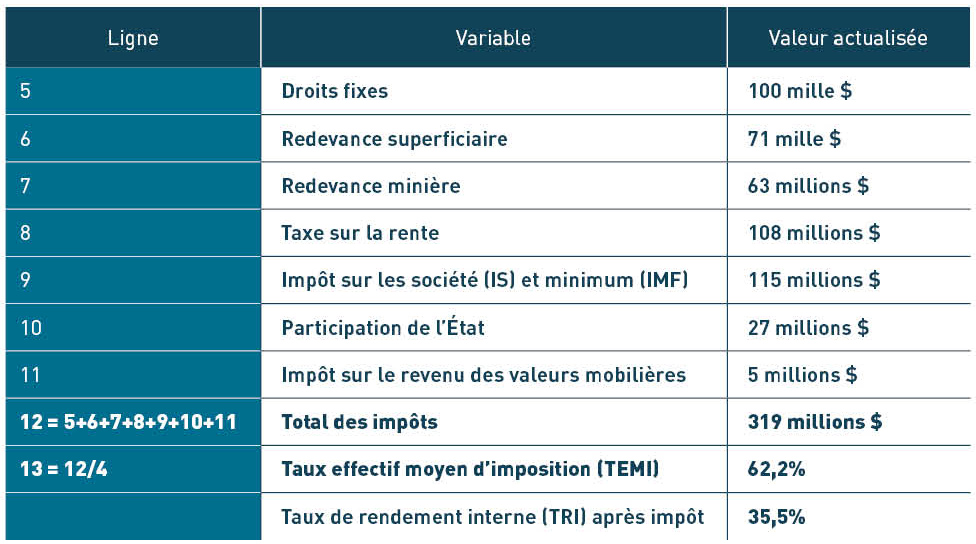 Ligne Variable Valeur actualisée
5 Droits fixes 100 mille $
6 Redevance superficiaire 71 mille $
7 Redevance minière 63 millions $
8 Taxe sur la rente 108 millions $
9 Impôt sur les société (IS) et minimum (IMF) 115 millions $
10 Participation de l’État 27 millions $
11 Impôt sur le revenu des valeurs mobilières 5 millions $
12 = 5+6+7+8+9+10+11 Total des impôts 319 millions $
13 = 12/4 Taux effectif moyen d’imposition (TEMI) 62,2%
Taux de rendement interne (TRI) après impôt 35,5%